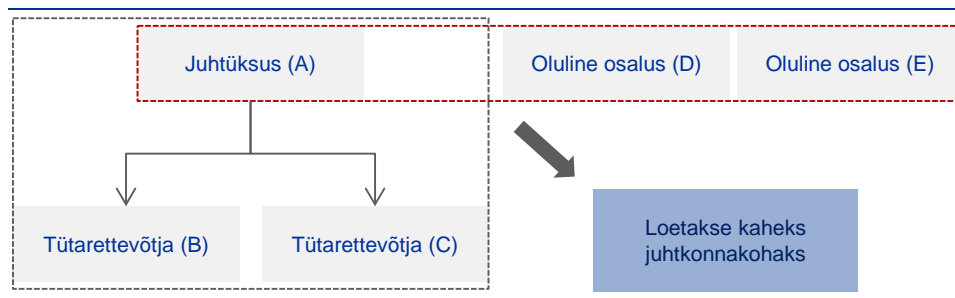 Juhtüksus (A)
Oluline osalus (D)
Oluline osalus (E)
Tütarettevõtja (B)
Tütarettevõtja (C)
Loetakse kaheks
juhtkonnakohaks